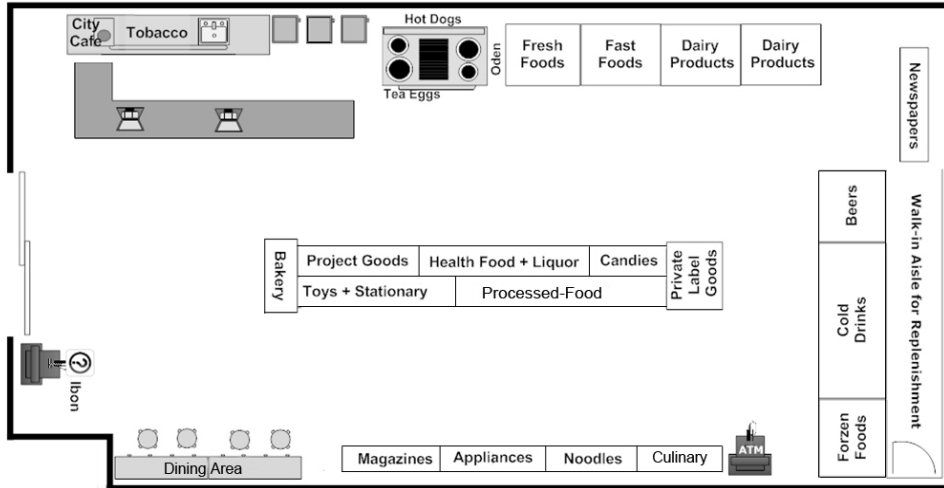 City
Café
Tobacco
Hot Dogs
Tea Eggs
Oden
Fresh
Foods
Fast
Foods
Dairy
Products
Dairy
Products
Newspapers
Beers
Cold
Drinks
Forzen
Foods
Walk-in Aisle for Replenishment
Bakery
Project Goods
Health Food + Liquor
Candies
Toys + Stationary
Processed-Food
Private
Label
Goods
?
Ibon
Dining Area
Magazines
Appliances
Noodles
Culinary
ATM